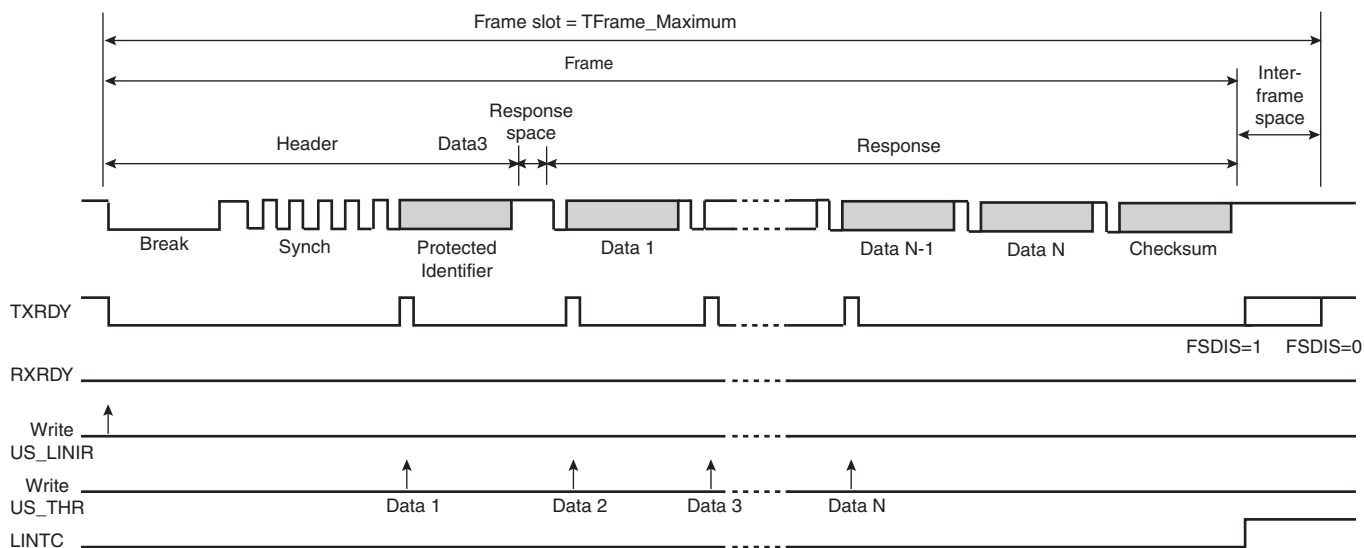 Frame slot = TFrame_Maximum
Frame
Inter-
frame
space
Response
space
Header
Data3
Response
Break
Synch
Protected
Identifier
Data 1
Data N-1
Data N
Checksum
TXRDY
FSDIS=1
FSDIS=0
RXRDY
Write
US_LINIR
Write
US_THR
Data 1
Data 2
Data 3
Data N
LINTC